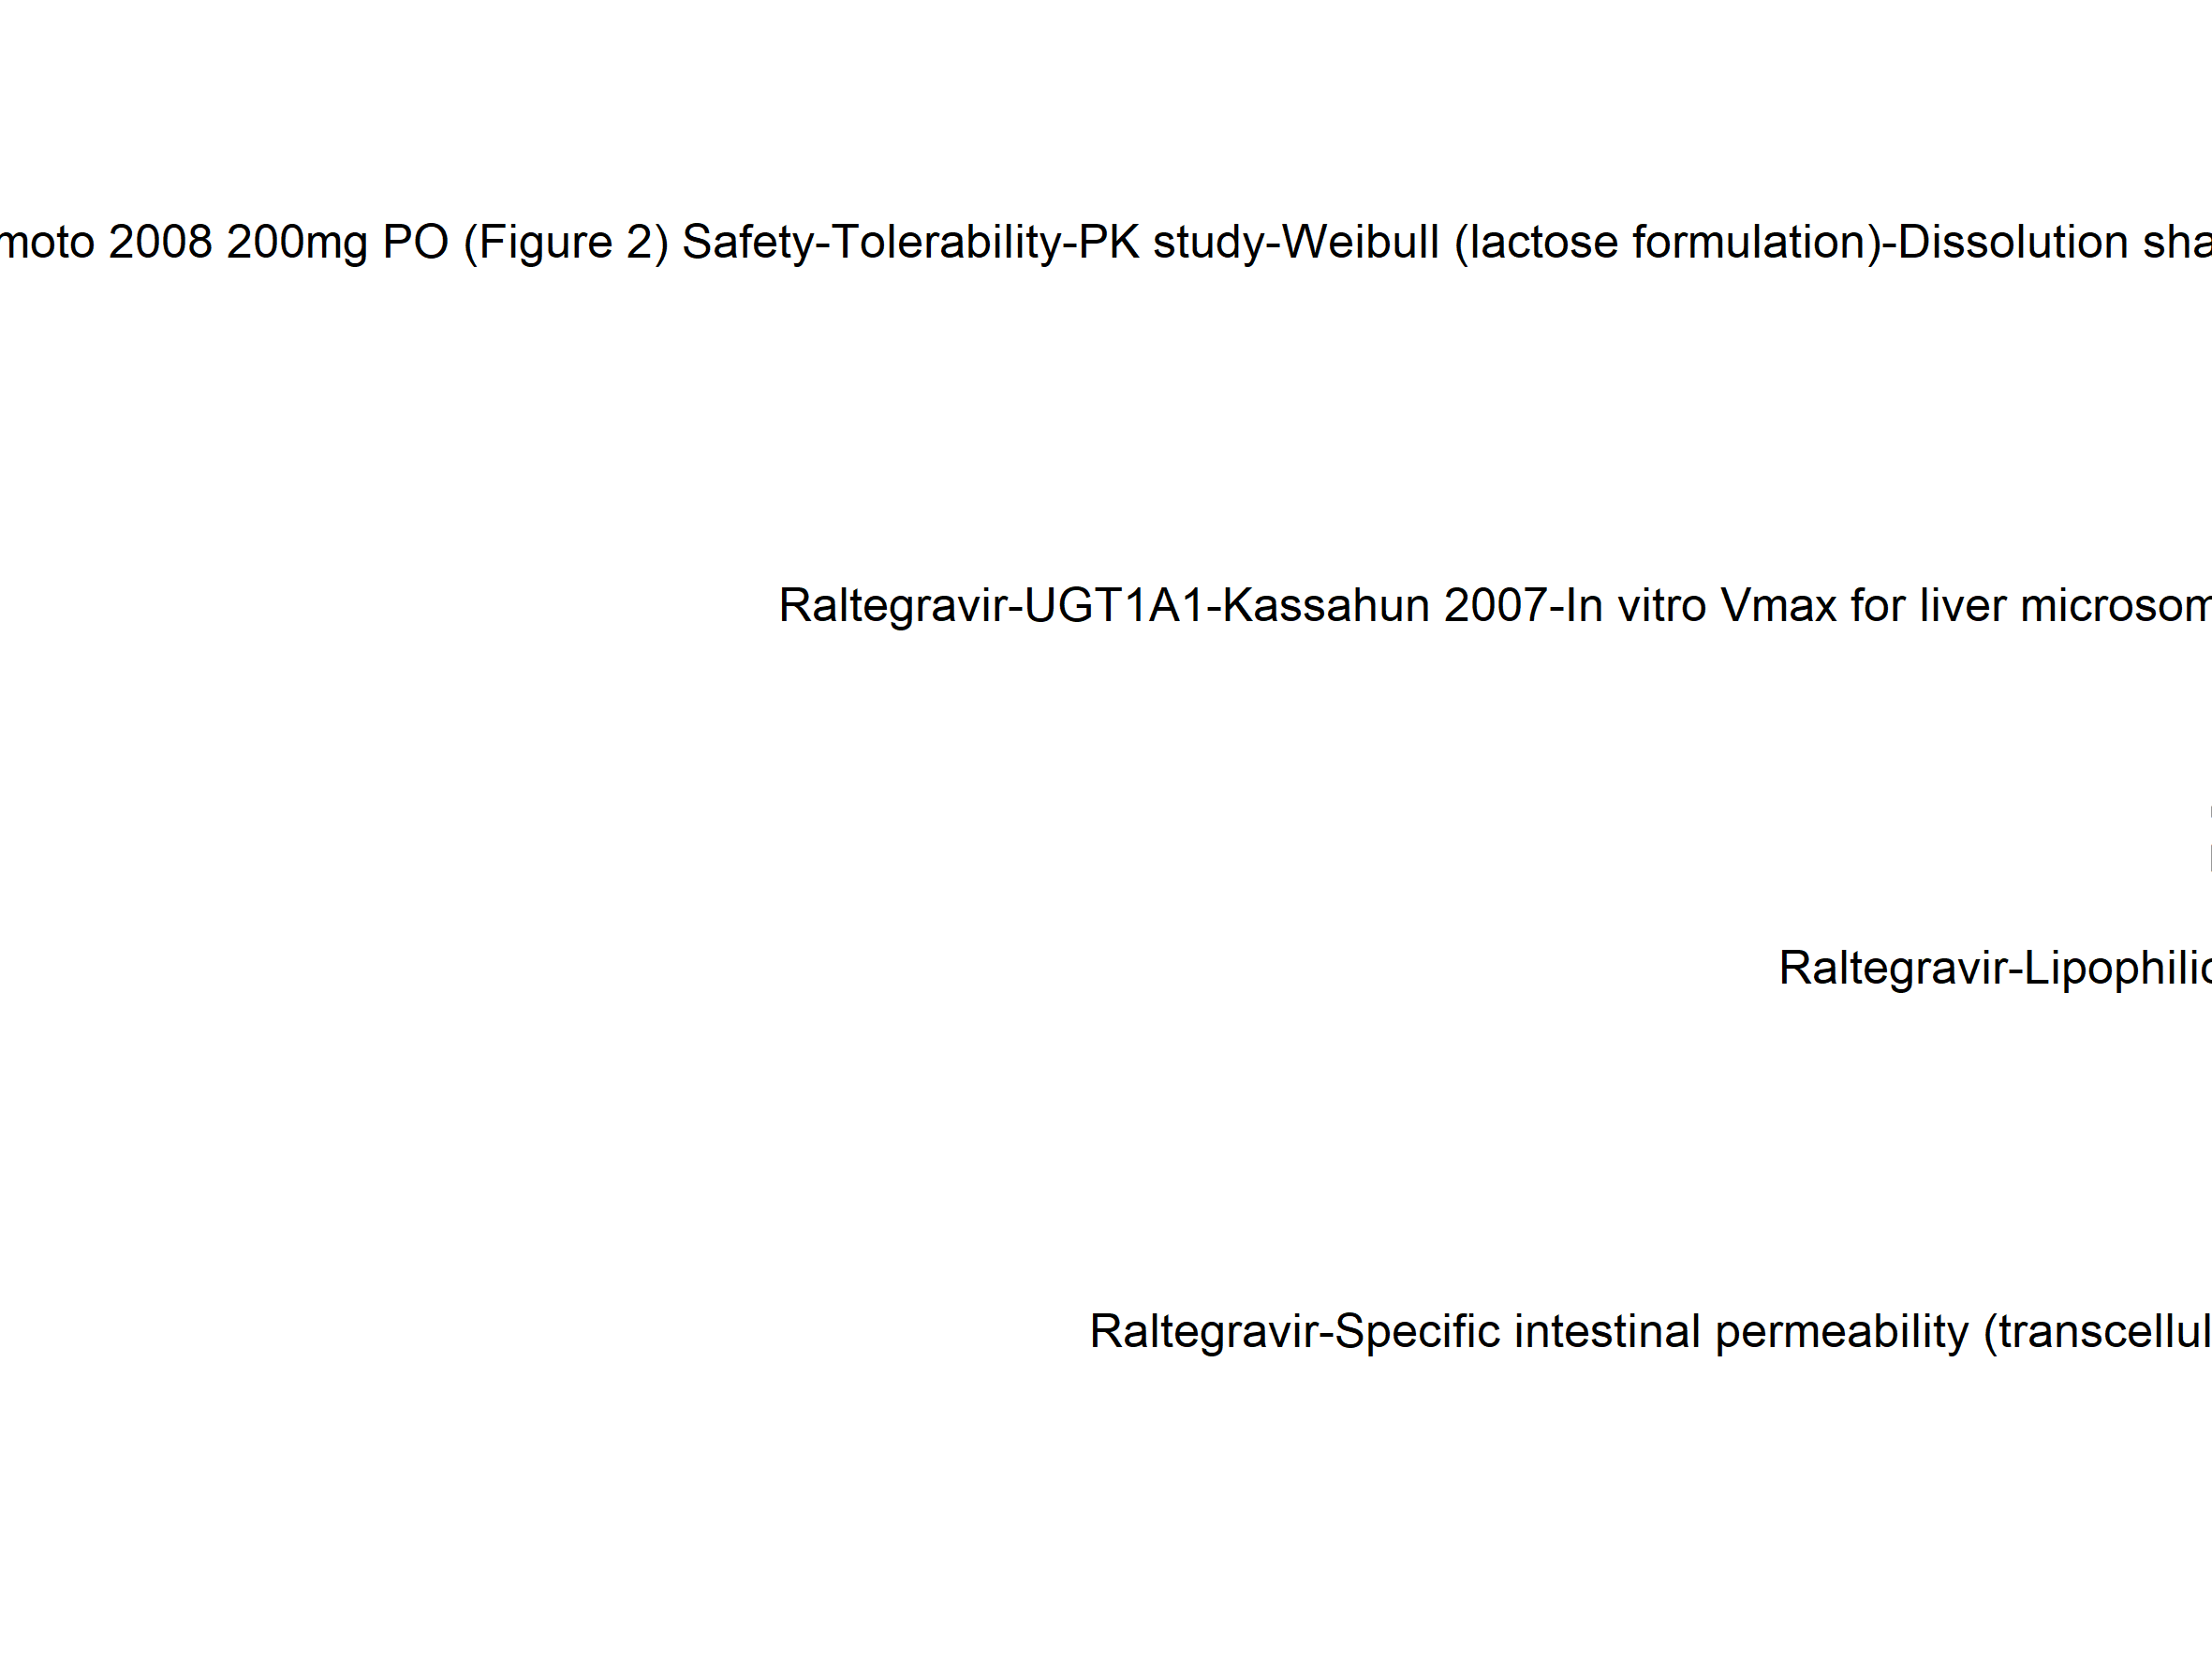 moto 2008 200mg PO (Figure 2) Safety-Tolerability-PK study-Weibull (lactose formulation)-Dissolution sha
Raltegravir-UGT1A1-Kassahun 2007-In vitro Vmax for liver microsom
Raltegravir-Lipophilic
Raltegravir-Specific intestinal permeability (transcellul